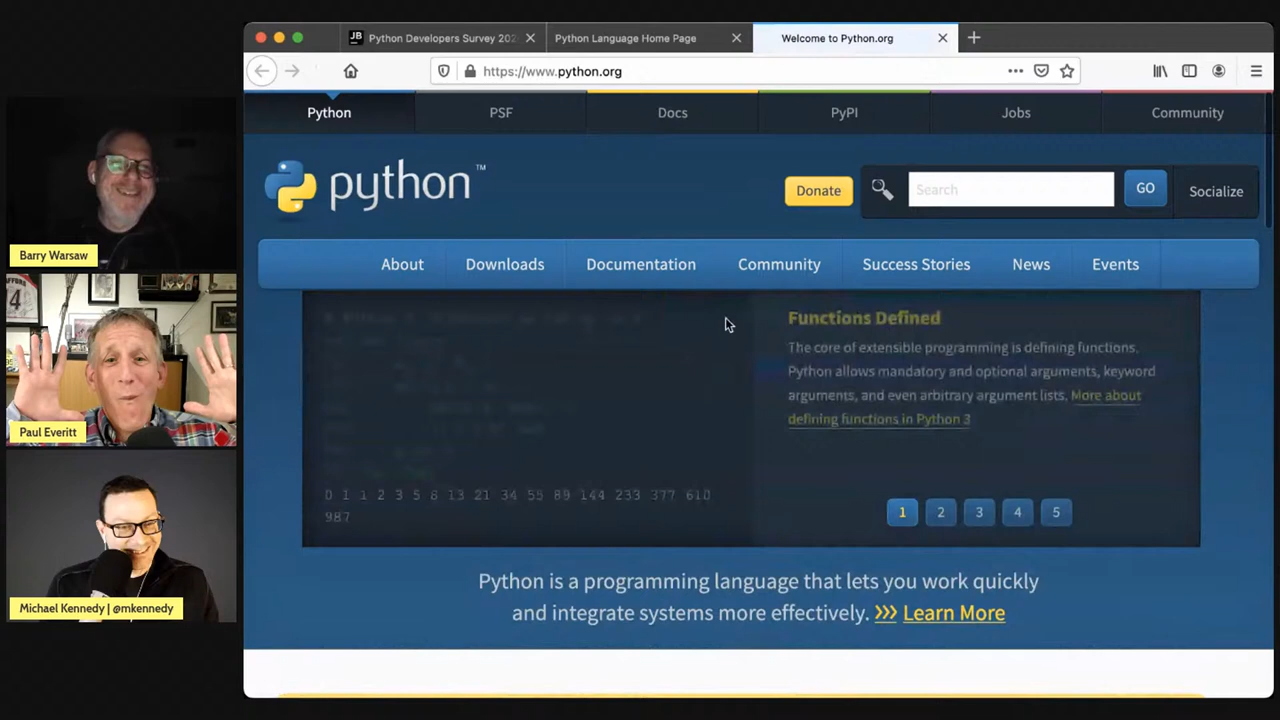 JB Python Developers Survey 202
Python Language Home Page
Welcome to Python.org
https://www.python.org
Python
PSF
Docs
PyPI
Jobs
Community
python™
Donate
Search
GO
Socialize
About
Downloads
Documentation
Community
Success Stories
News
Events
Functions Defined
The core of extensible programming is defining functions.
Python allows mandatory and optional arguments, keyword
arguments, and even arbitrary argument lists. More about
defining functions in Python 3
0 1 1 2 3 5 8 13 21 34 55 89 144 233 377 610
987
1
2
3
4
5
Python is a programming language that lets you work quickly
and integrate systems more effectively. >>> Learn More
Barry Warsaw
4
Paul Everitt
Michael Kennedy | @mkennedy